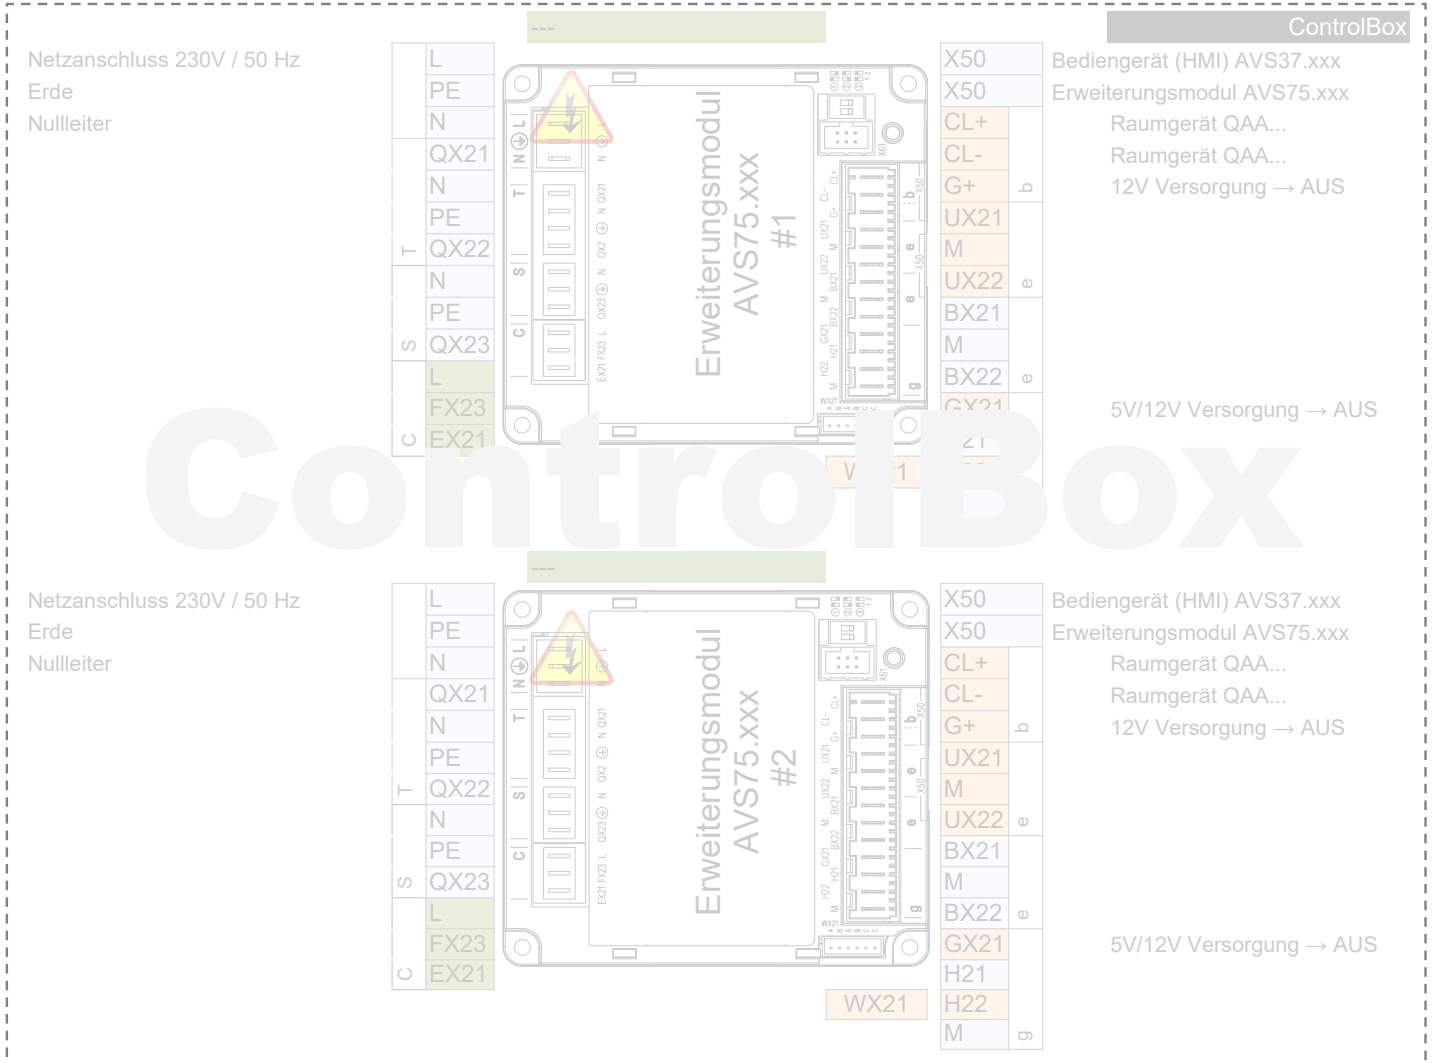 ---
ControlBox
Netzanschluss 230V / 50 Hz
Erde
Nullleiter
L
PE
N
QX21
N
PE
T QX22
N
PE
S QX23
L
FX23
C EX21
Erweiterungsmodul
AVS75.xxx
#1
X50 Bediengerät (HMI) AVS37.xxx
X50 Erweiterungsmodul AVS75.xxx
CL+ Raumgerät QAA...
CL- Raumgerät QAA...
G+ b 12V Versorgung → AUS
UX21
M
UX22 e
BX21
M
BX22 e
GX21 5V/12V Versorgung → AUS
ControlBox
---
Netzanschluss 230V / 50 Hz
Erde
Nullleiter
L
PE
N
QX21
N
PE
T QX22
N
PE
S QX23
L
FX23
C EX21
Erweiterungsmodul
AVS75.xxx
#2
X50 Bediengerät (HMI) AVS37.xxx
X50 Erweiterungsmodul AVS75.xxx
CL+ Raumgerät QAA...
CL- Raumgerät QAA...
G+ b 12V Versorgung → AUS
UX21
M
UX22 e
BX21
M
BX22 e
GX21 5V/12V Versorgung → AUS
H21
WX21 H22
M g